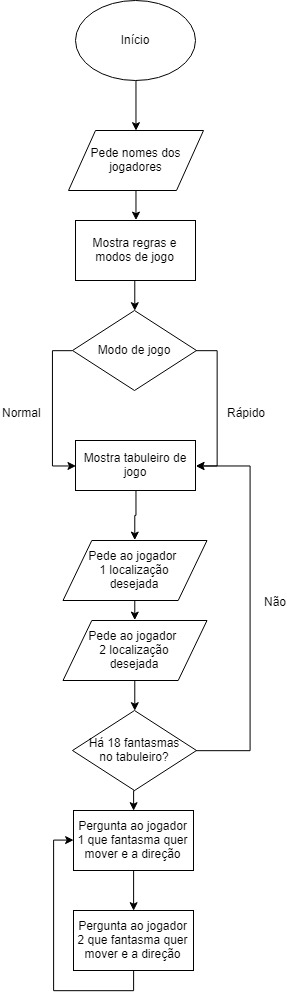 Início
Pede nomes dos
jogadores
Mostra regras e
modos de jogo
Modo de jogo
Normal
Rápido
Mostra tabuleiro de
jogo
Pede ao jogador
1 localização
desejada
Não
Pede ao jogador
2 localização
desejada
Há 18 fantasmas
no tabuleiro?
Pergunta ao jogador
1 que fantasma quer
mover e a direção
Pergunta ao jogador
2 que fantasma quer
mover e a direção